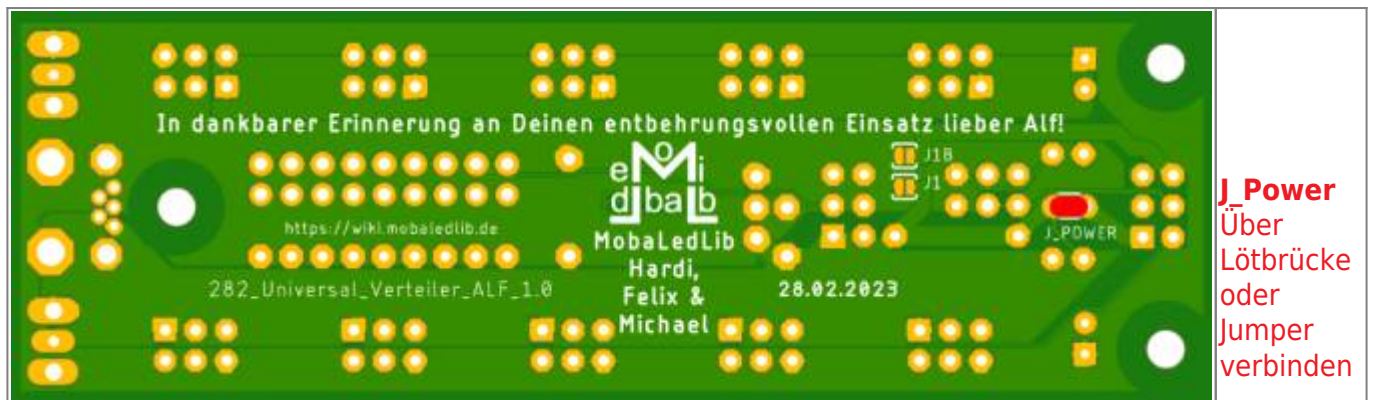 In dankbarer Erinnerung an Deinen entbehrungsvollen Einsatz lieber Alf!
J1B
J1
https://wiki.mobaledlib.de
J_POWER
MobaLedLib
Hardi,
Felix &
Michael
282_Universal_Verteiler_ALF_1.0
28.02.2023
J_Power
Über
Lötbrücke
oder
Jumper
verbinden